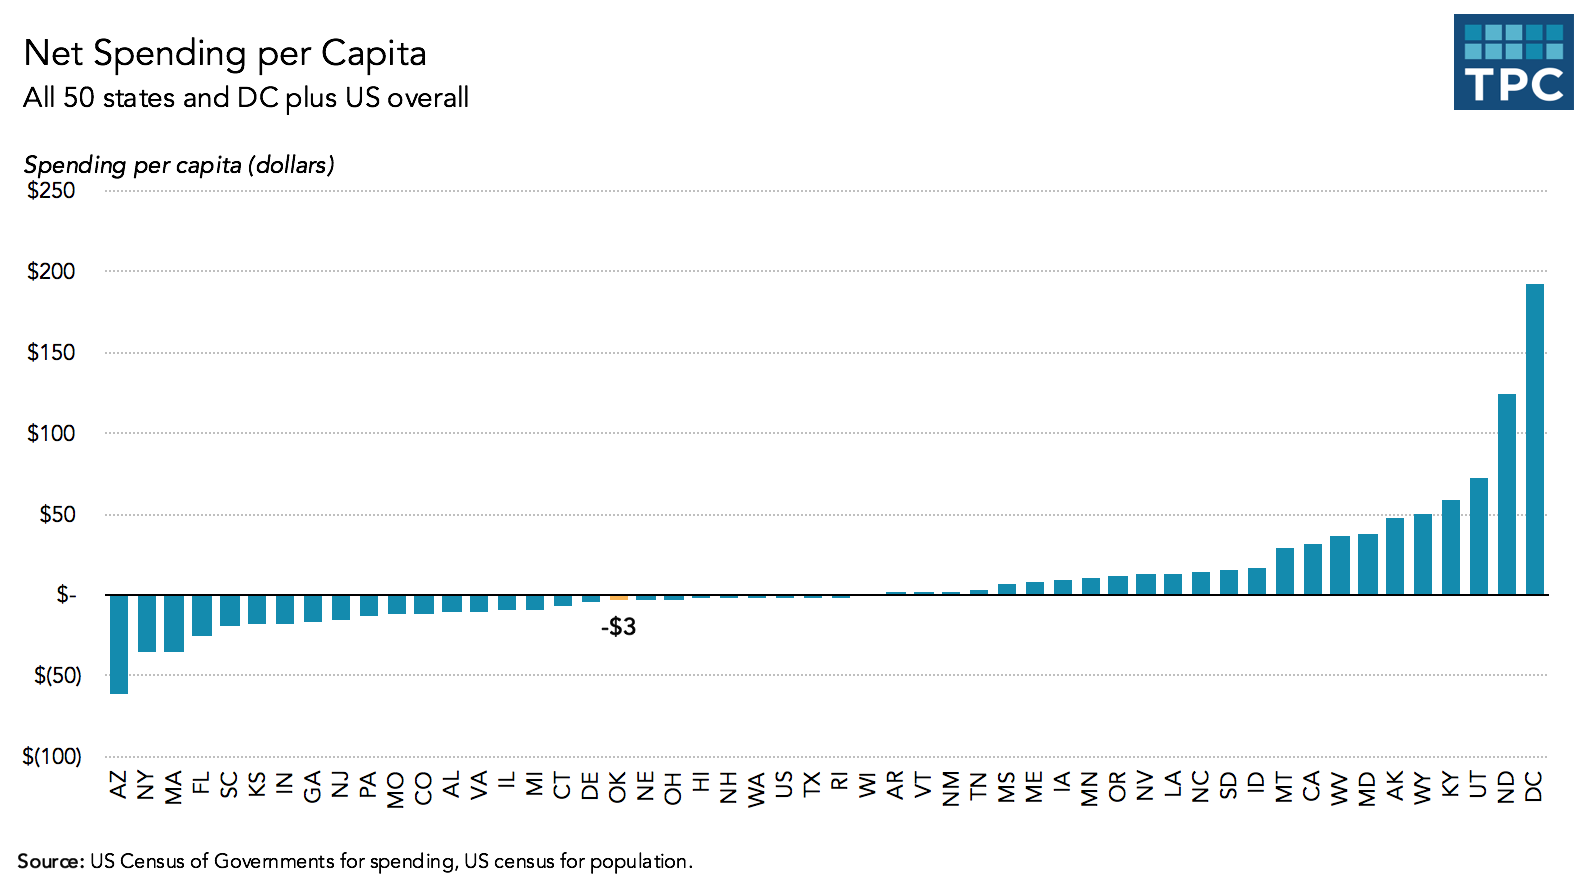 Net Spending per Capita
All 50 states and DC plus US overall
TPC
Spending per capita (dollars)
$250
$200
$150
$100
$50
$-
$(50)
$(100)
-$3
AZ NY MA FL SC KS IN GA NJ PA MO CO AL VA IL MI CT DE OK NE OH HI NH WA US TX RI WI AR VT NM TN MS ME IA MN OR NV LA NC SD ID MT CA WV MD AK WY KY UT ND DC
Source: US Census of Governments for spending, US census for population.